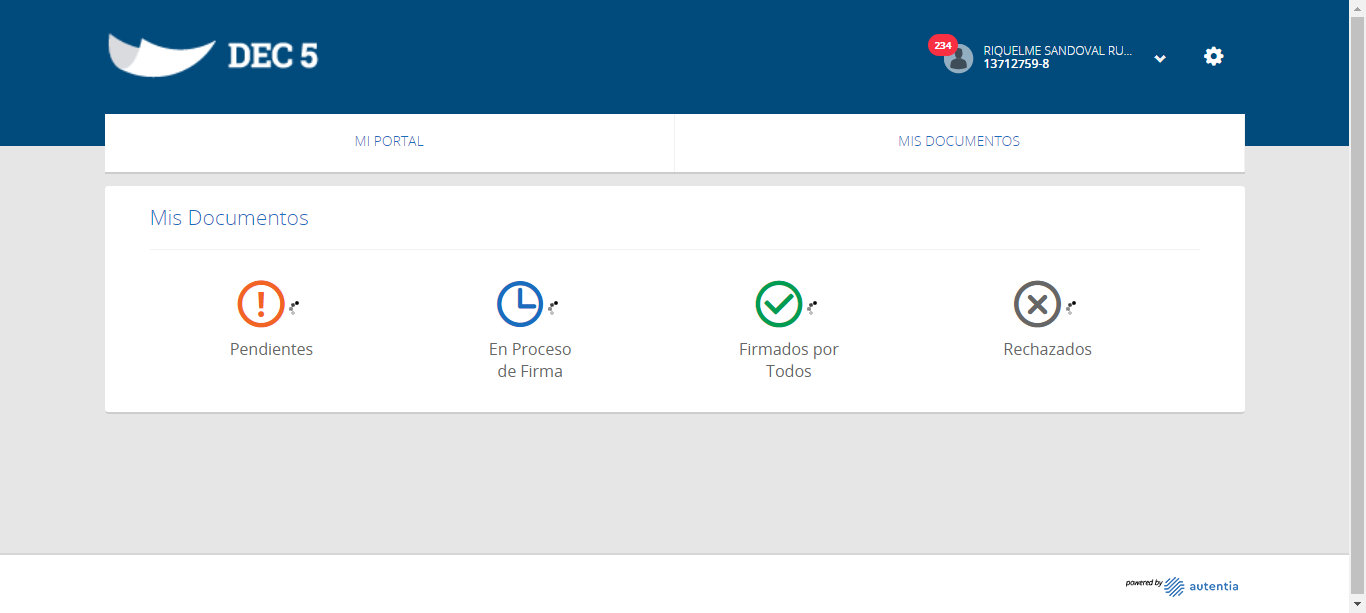 DEC 5
234
RIQUELME SANDOVAL RU...
13712759-8
MI PORTAL
MIS DOCUMENTOS
Mis Documentos
Pendientes
En Proceso
de Firma
Firmados por
Todos
Rechazados
powered by autentia